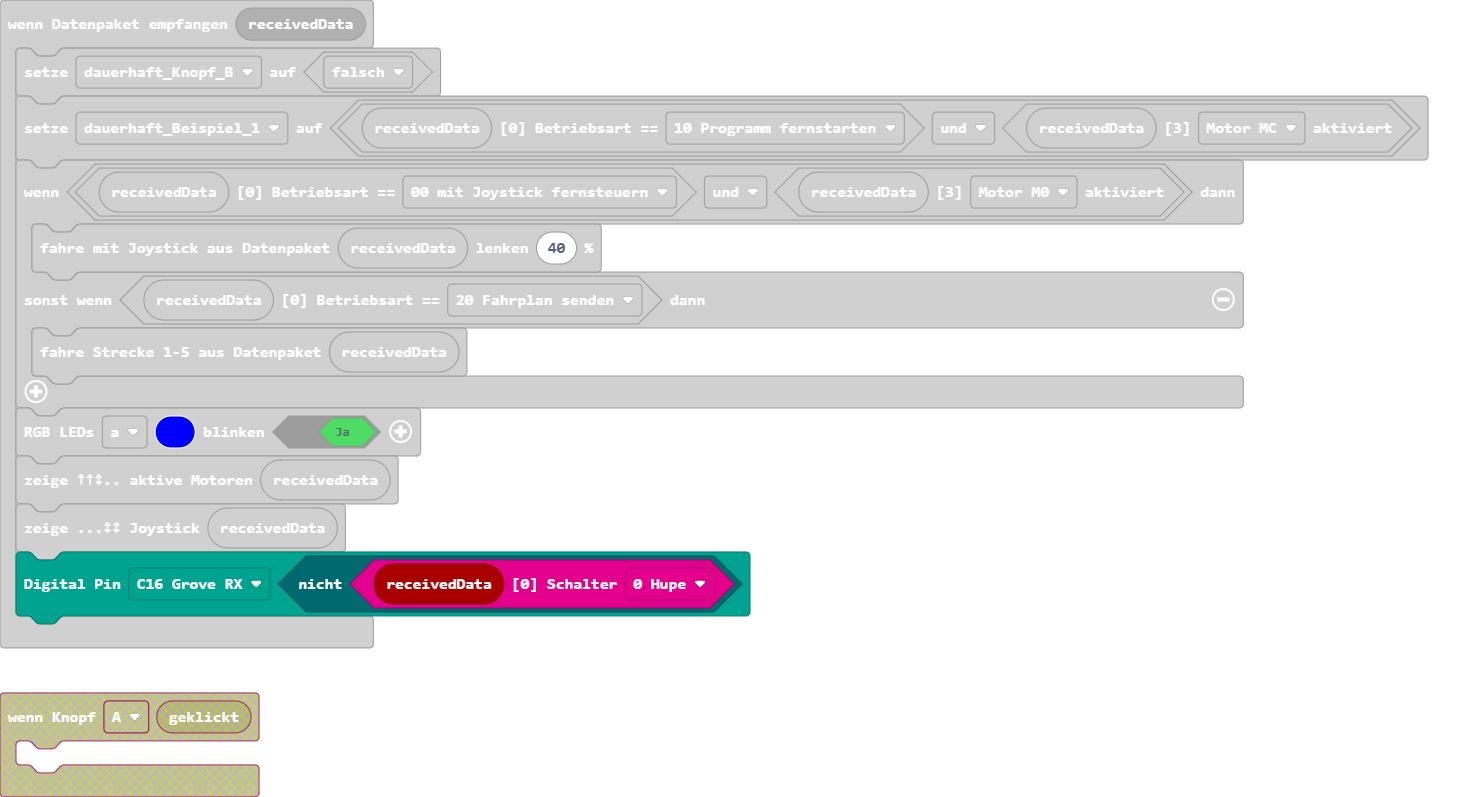 wenn Datenpaket empfangen receivedData
setze dauerhaft_Knopf_B auf falsch
setze dauerhaft_Beispiel_1 auf receivedData [0] Betriebsart == 10 Programm fernstarten und receivedData [3] Motor MC aktiviert
wenn receivedData [0] Betriebsart == 00 mit Joystick fernsteuern und receivedData [3] Motor M0 aktiviert dann
fahre mit Joystick aus Datenpaket receivedData lenken 40 %
sonst wenn receivedData [0] Betriebsart == 20 Fahrplan senden dann
fahre Strecke 1-5 aus Datenpaket receivedData
RGB LEDs a blinken Ja
zeige ↑↑↕.. aktive Motoren receivedData
zeige ...↕↕ Joystick receivedData
Digital Pin C16 Grove RX nicht receivedData [0] Schalter 0 Hupe
wenn Knopf A geklickt